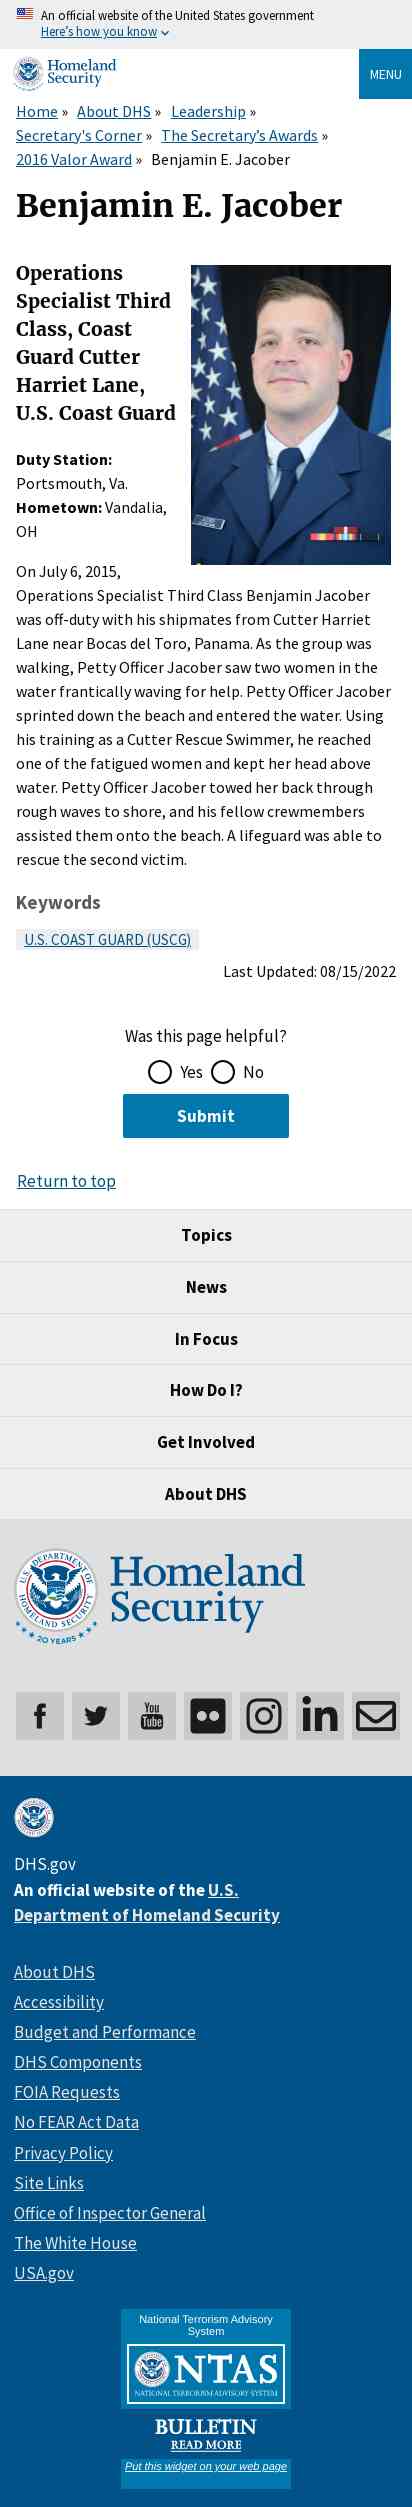 An official website of the United States government
Here’s how you know
Homeland
Security
MENU
Home » About DHS » Leadership »
Secretary's Corner » The Secretary’s Awards »
2016 Valor Award » Benjamin E. Jacober
Benjamin E. Jacober
Operations
Specialist Third
Class, Coast
Guard Cutter
Harriet Lane,
U.S. Coast Guard
Duty Station:
Portsmouth, Va.
Hometown: Vandalia,
OH
On July 6, 2015,
Operations Specialist Third Class Benjamin Jacober
was off-duty with his shipmates from Cutter Harriet
Lane near Bocas del Toro, Panama. As the group was
walking, Petty Officer Jacober saw two women in the
water frantically waving for help. Petty Officer Jacober
sprinted down the beach and entered the water. Using
his training as a Cutter Rescue Swimmer, he reached
one of the fatigued women and kept her head above
water. Petty Officer Jacober towed her back through
rough waves to shore, and his fellow crewmembers
assisted them onto the beach. A lifeguard was able to
rescue the second victim.
Keywords
U.S. COAST GUARD (USCG)
Last Updated: 08/15/2022
Was this page helpful?
Yes No
Submit
Return to top
Topics
News
In Focus
How Do I?
Get Involved
About DHS
U.S. DEPARTMENT OF
HOMELAND SECURITY
20 YEARS
Homeland
Security
You
Tube
DHS.gov
An official website of the U.S.
Department of Homeland Security
About DHS
Accessibility
Budget and Performance
DHS Components
FOIA Requests
No FEAR Act Data
Privacy Policy
Site Links
Office of Inspector General
The White House
USA.gov
National Terrorism Advisory
System
NTAS
NATIONAL TERRORISM ADVISORY SYSTEM
BULLETIN
READ MORE
Put this widget on your web page